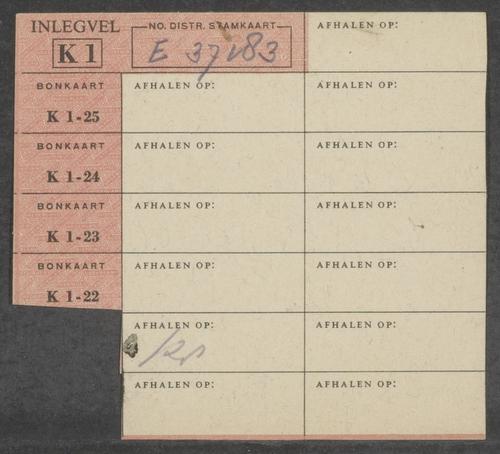 INLEGVEL NO. DISTR. STAMKAART AFHALEN OP:
K 1 E 37183
BONKAART AFHALEN OP: AFHALEN OP:
K 1-25
BONKAART AFHALEN OP: AFHALEN OP:
K 1-24
BONKAART AFHALEN OP: AFHALEN OP:
K 1-23
BONKAART AFHALEN OP: AFHALEN OP:
K 1-22
AFHALEN OP: AFHALEN OP:
AFHALEN OP: AFHALEN OP: